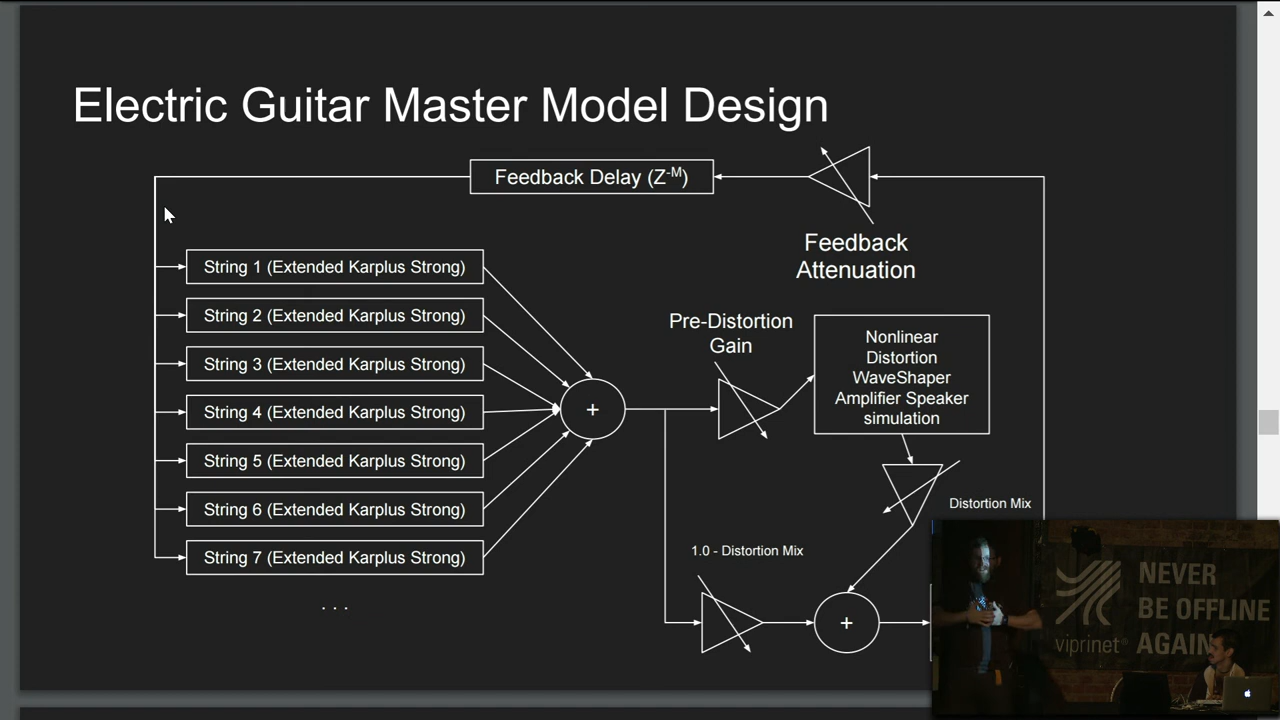 Electric Guitar Master Model Design
Feedback Delay (Z-M)
Feedback
Attenuation
String 1 (Extended Karplus Strong)
String 2 (Extended Karplus Strong)
String 3 (Extended Karplus Strong)
String 4 (Extended Karplus Strong)
String 5 (Extended Karplus Strong)
String 6 (Extended Karplus Strong)
String 7 (Extended Karplus Strong)
. . .
+
Pre-Distortion
Gain
Nonlinear
Distortion
WaveShaper
Amplifier Speaker
simulation
Distortion Mix
1.0 - Distortion Mix
+
viprinet®
NEVER
BE OFFLINE
AGAIN